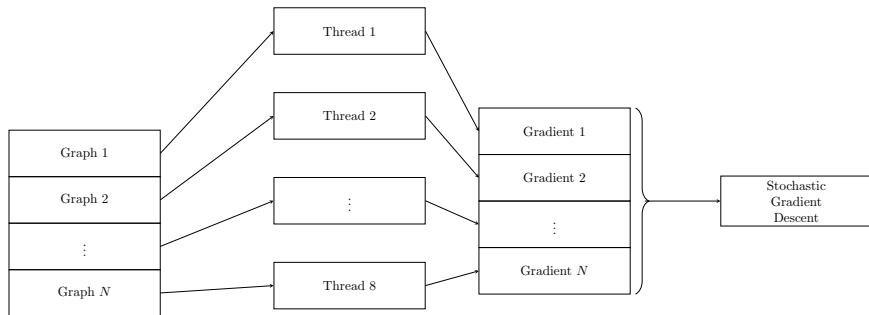 Graph 1
Graph 2
⋮
Graph N
Thread 1
Thread 2
⋮
Thread 8
Gradient 1
Gradient 2
⋮
Gradient N
Stochastic
Gradient
Descent